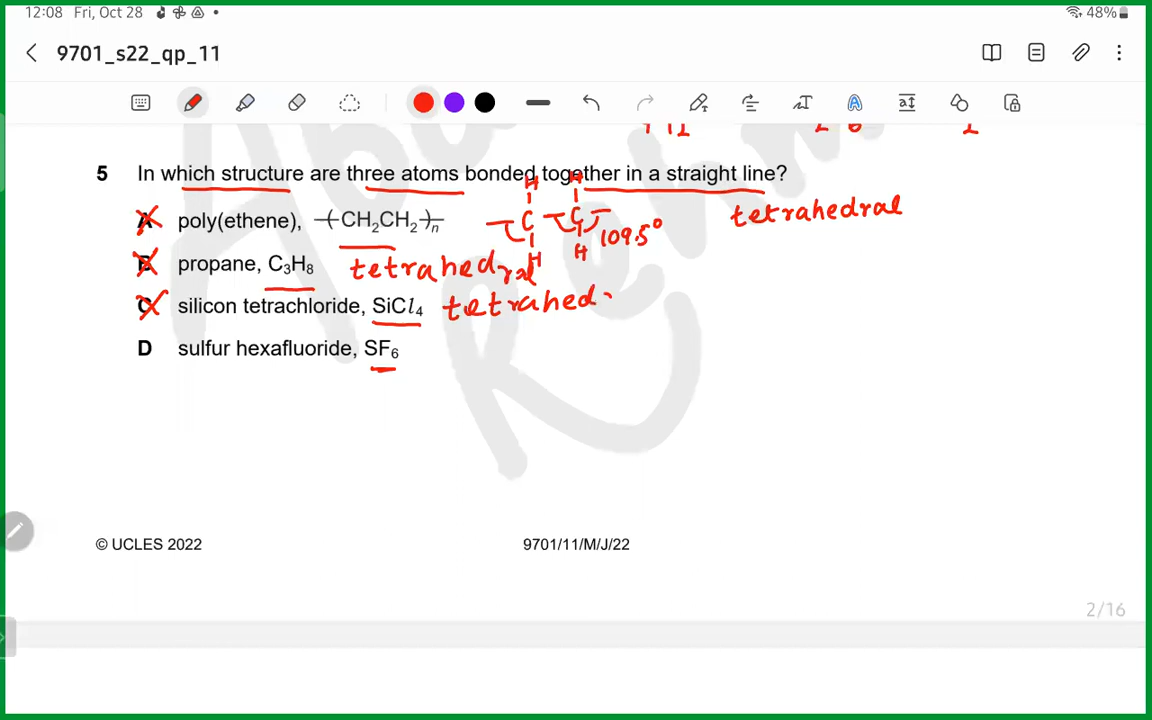 12:08 Fri, Oct 28
48%
9701_s22_qp_11
5 In which structure are three atoms bonded together in a straight line?
A poly(ethene), -(CH₂CH₂)-ₙ
H H
C C
H H
109.5°
tetrahedral
B propane, C₃H₈ tetrahedral
C silicon tetrachloride, SiCl₄ tetrahed
D sulfur hexafluoride, SF₆
© UCLES 2022 9701/11/M/J/22
2/16